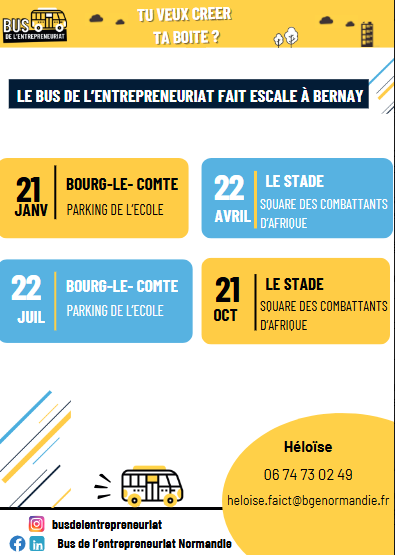 BUS
DE L'ENTREPRENEURIAT
TU VEUX CREER
TA BOITE ?
LE BUS DE L'ENTREPRENEURIAT FAIT ESCALE À BERNAY
21
JANV
BOURG-LE- COMTE
PARKING DE L'ECOLE
22
AVRIL
LE STADE
SQUARE DES COMBATTANTS
D'AFRIQUE
22
JUIL
BOURG-LE- COMTE
PARKING DE L'ECOLE
21
OCT
LE STADE
SQUARE DES COMBATTANTS
D'AFRIQUE
Héloïse
06 74 73 02 49
heloise.faict@bgenormandie.fr
busdelentrepreneuriat
Bus de l'entrepreneuriat Normandie